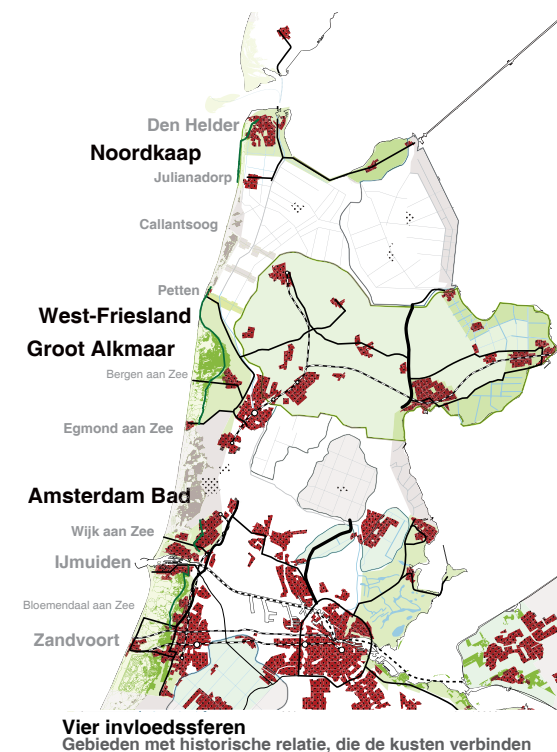 Den Helder
Noordkaap
Julianadorp
Callantsoog
Petten
West-Friesland
Groot Alkmaar
Bergen aan Zee
Egmond aan Zee
Amsterdam Bad
Wijk aan Zee
IJmuiden
Bloemendaal aan Zee
Zandvoort
Vier invloedssferen
Gebieden met historische relatie, die de kusten verbinden